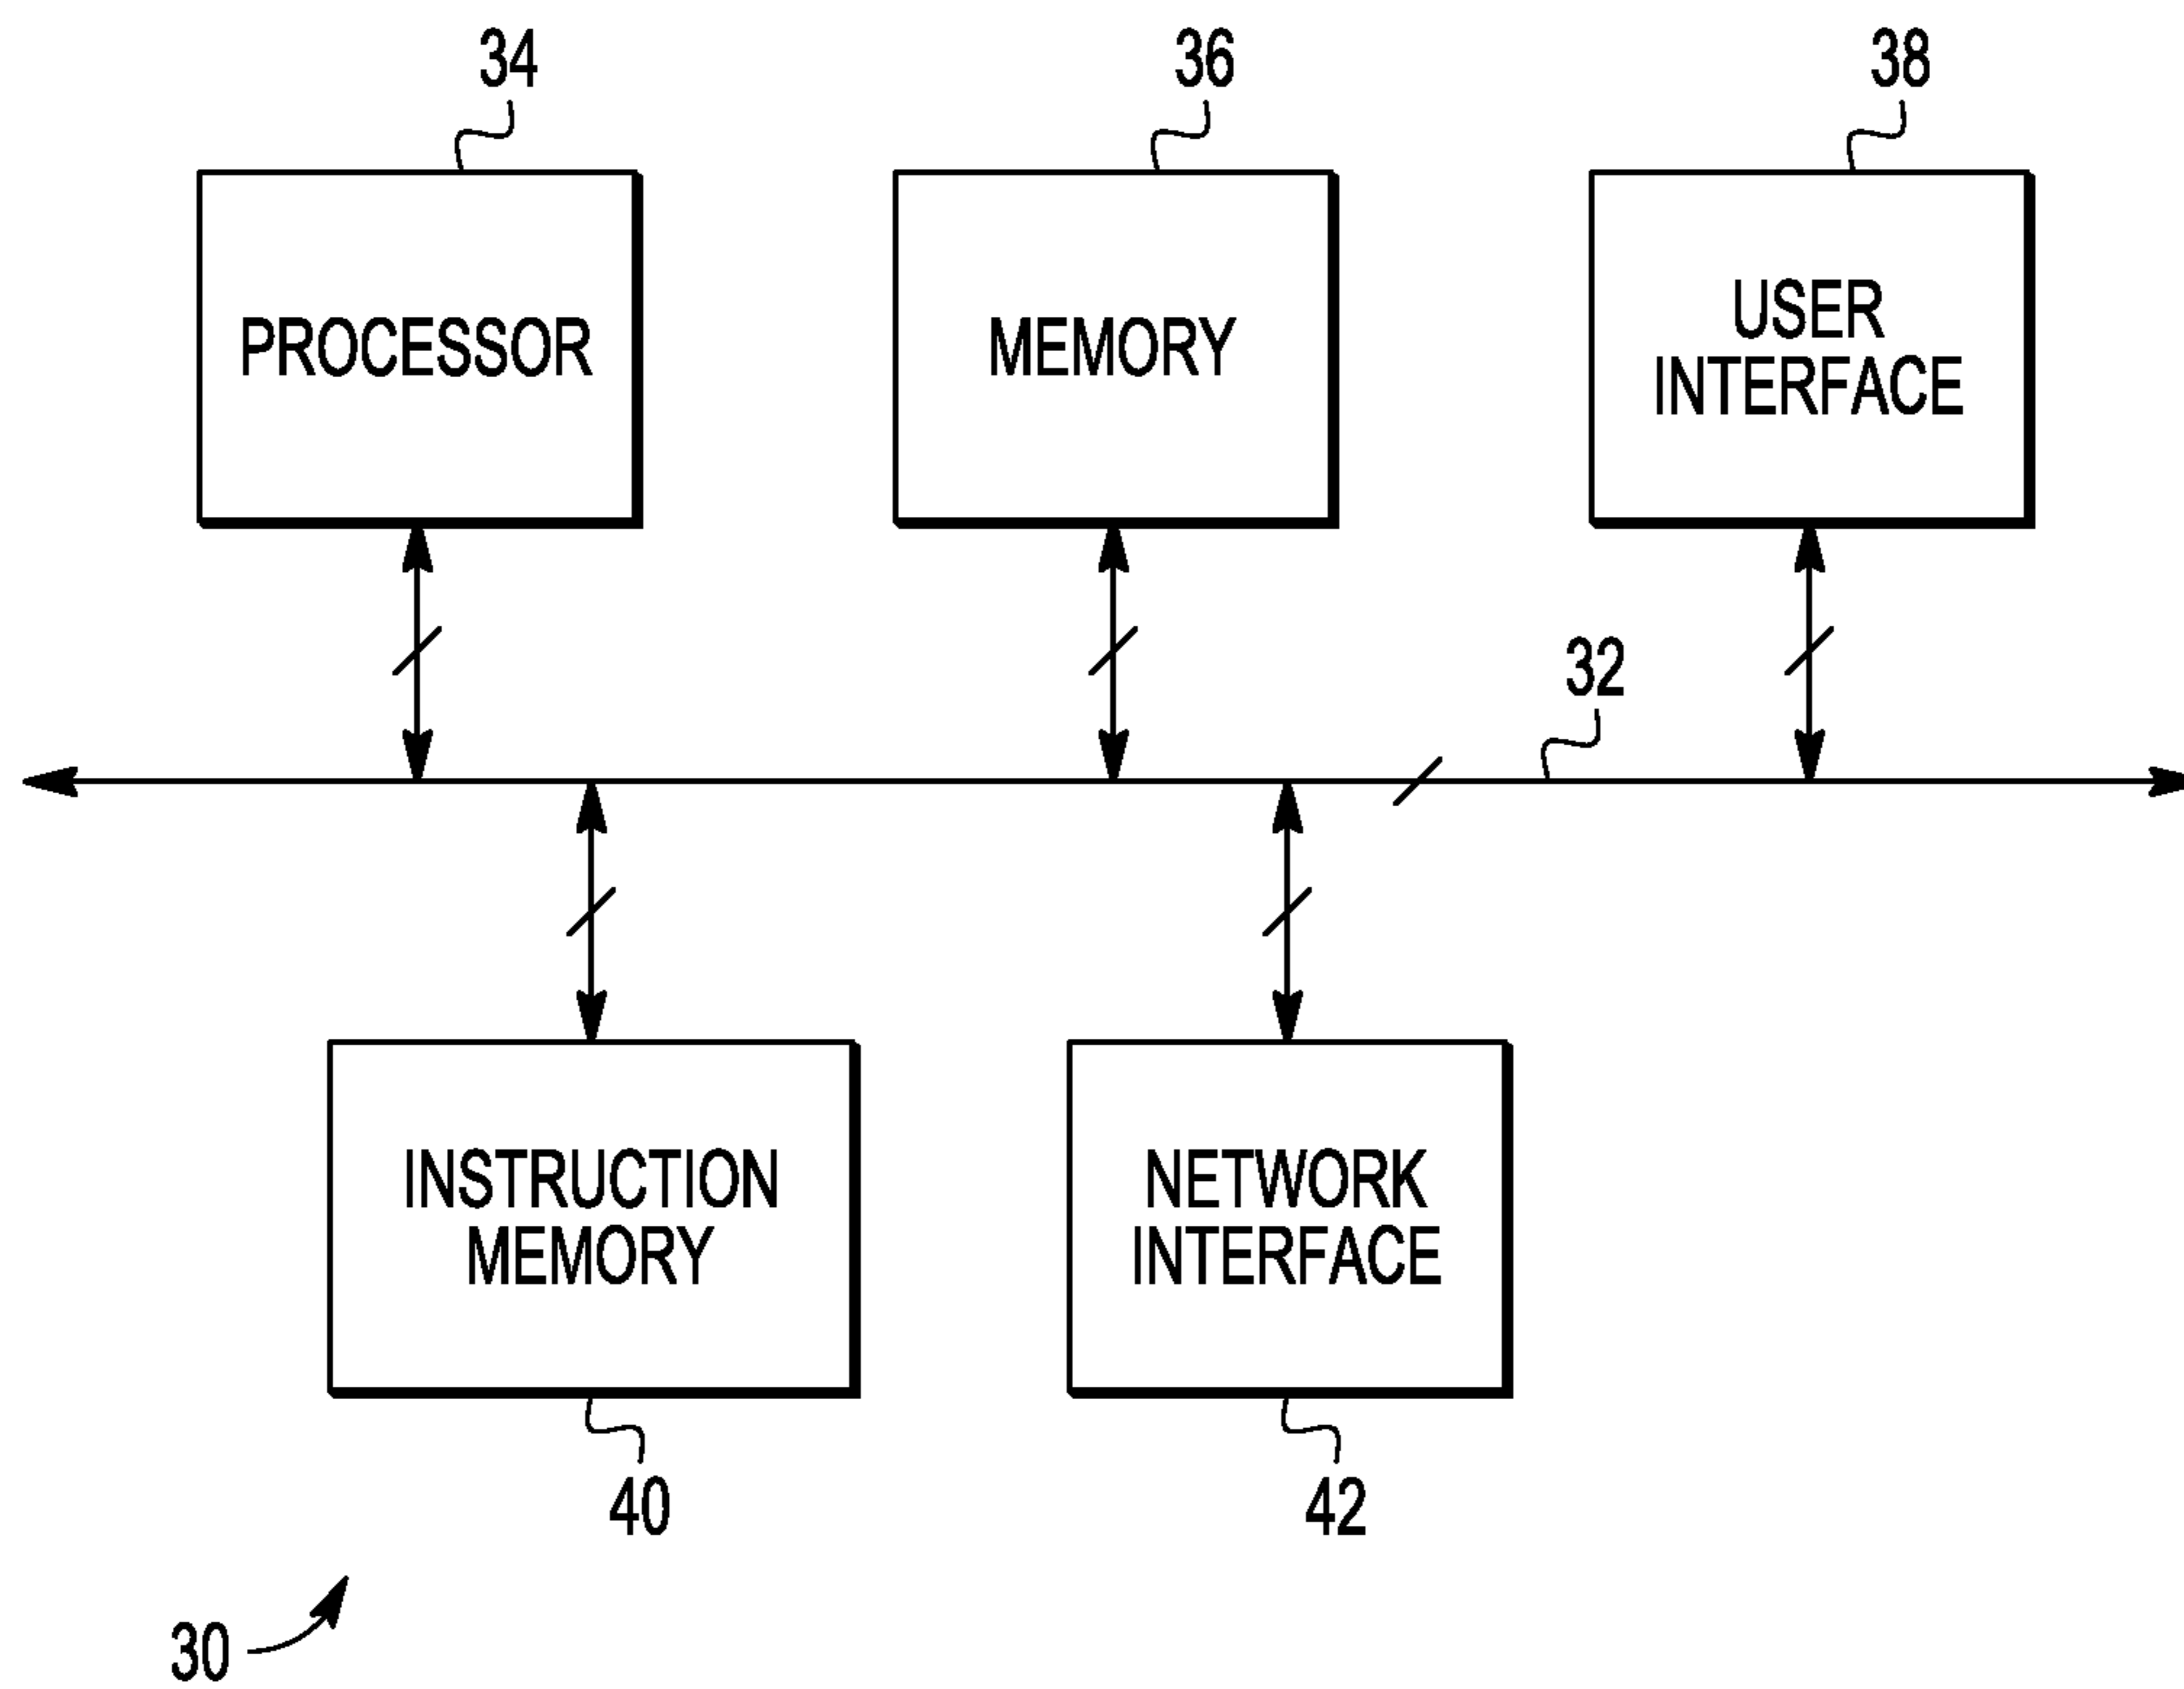 34
36
38
PROCESSOR
MEMORY
USER
INTERFACE
32
INSTRUCTION
MEMORY
NETWORK
INTERFACE
40
42
30